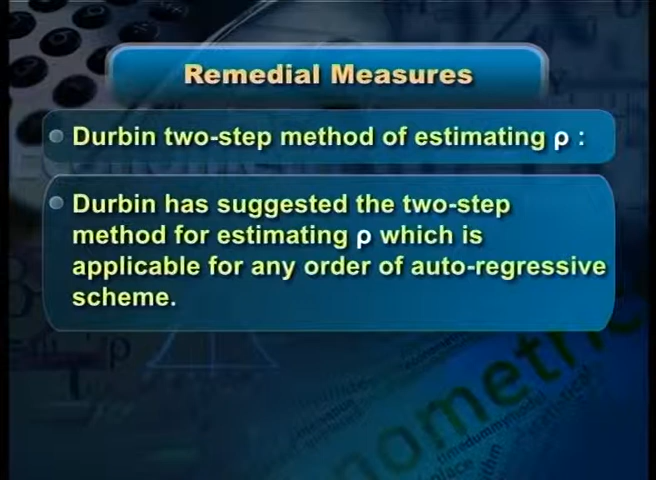 Remedial Measures
Durbin two-step method of estimating ρ :
Durbin has suggested the two-step
method for estimating ρ which is
applicable for any order of auto-regressive
scheme.